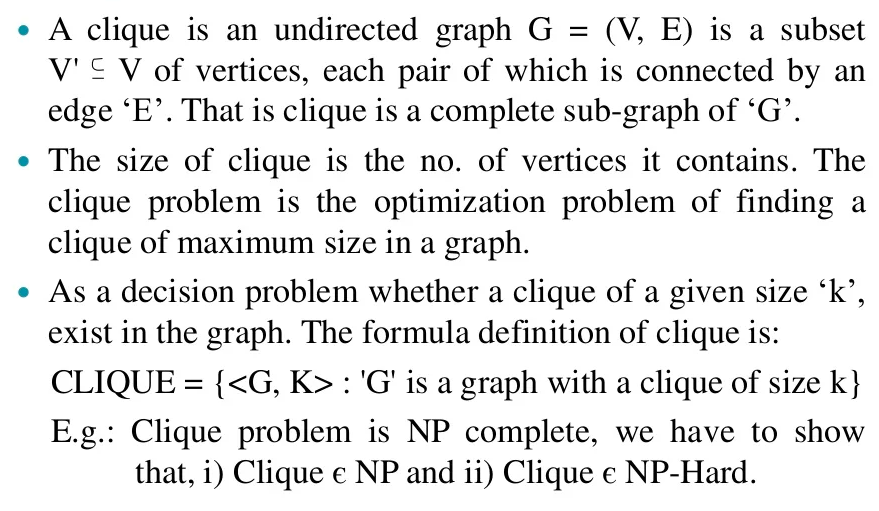 • A clique is an undirected graph G = (V, E) is a subset
V' ⊆ V of vertices, each pair of which is connected by an
edge ‘E’. That is clique is a complete sub-graph of ‘G’.
• The size of clique is the no. of vertices it contains. The
clique problem is the optimization problem of finding a
clique of maximum size in a graph.
• As a decision problem whether a clique of a given size ‘k’,
exist in the graph. The formula definition of clique is:
CLIQUE = {<G, K> : 'G' is a graph with a clique of size k}
E.g.: Clique problem is NP complete, we have to show
that, i) Clique ϵ NP and ii) Clique ϵ NP-Hard.